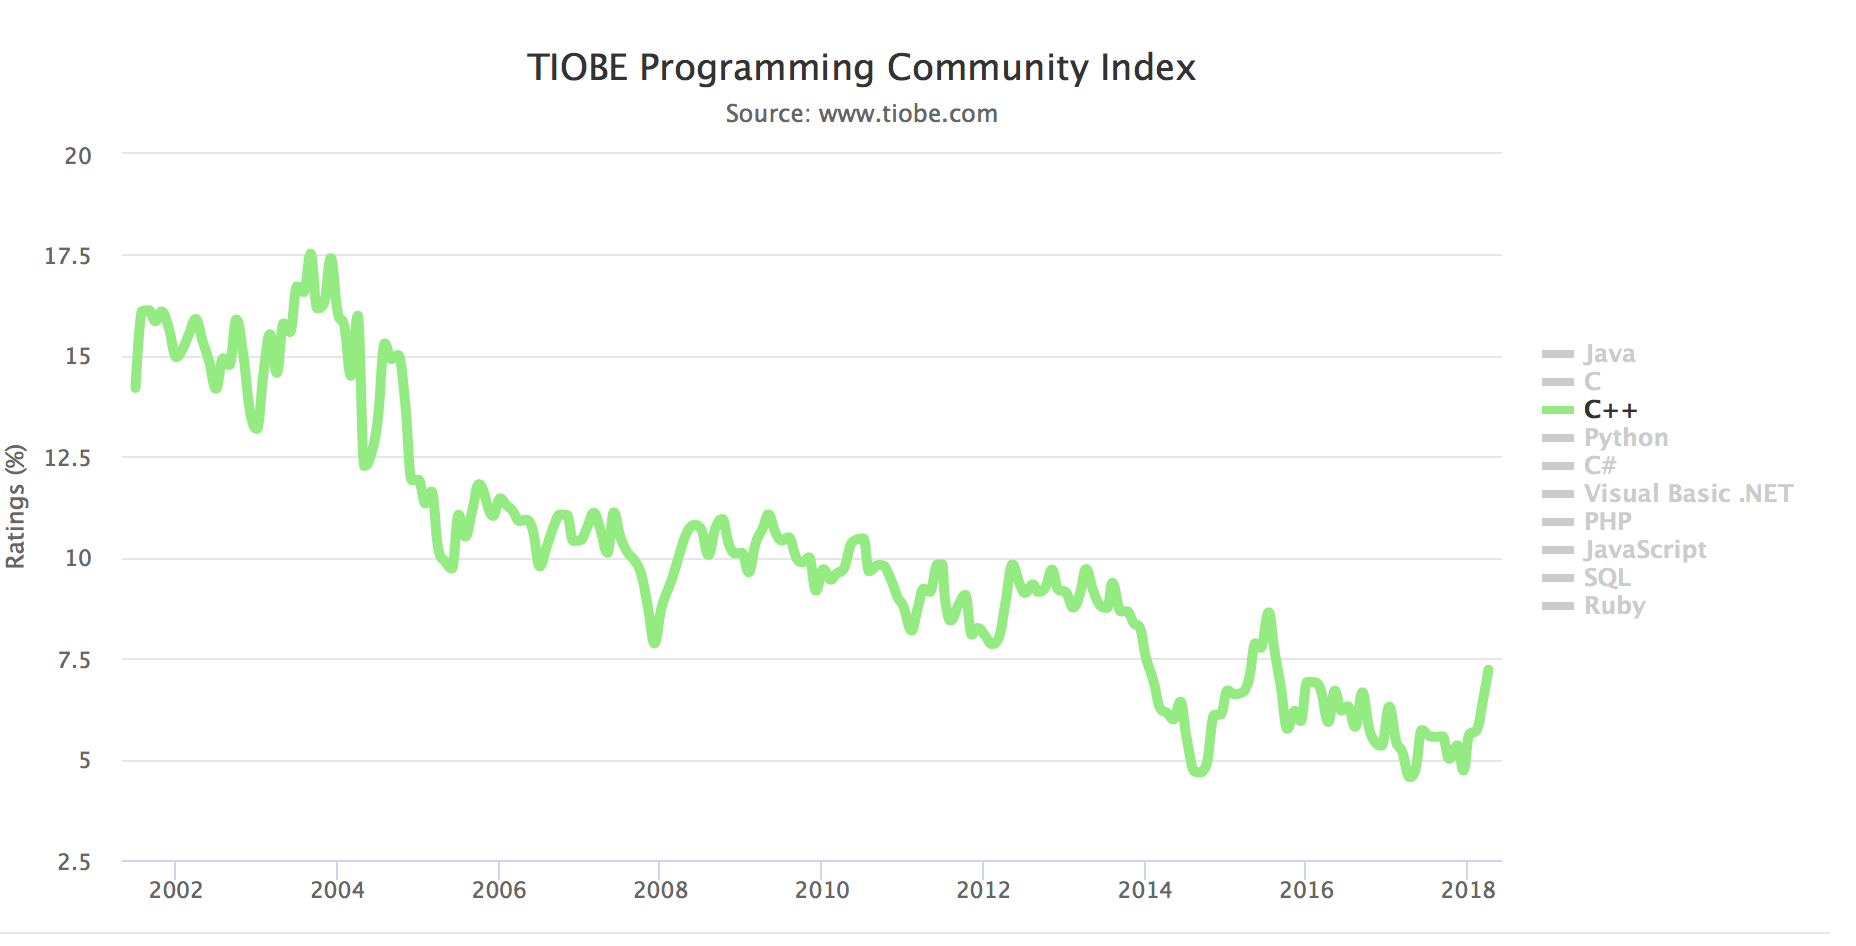 TIOBE Programming Community Index
Source: www.tiobe.com
Ratings (%)
20
17.5
15
12.5
10
7.5
5
2.5
2002 2004 2006 2008 2010 2012 2014 2016 2018
Java
C
C++
Python
C#
Visual Basic .NET
PHP
JavaScript
SQL
Ruby